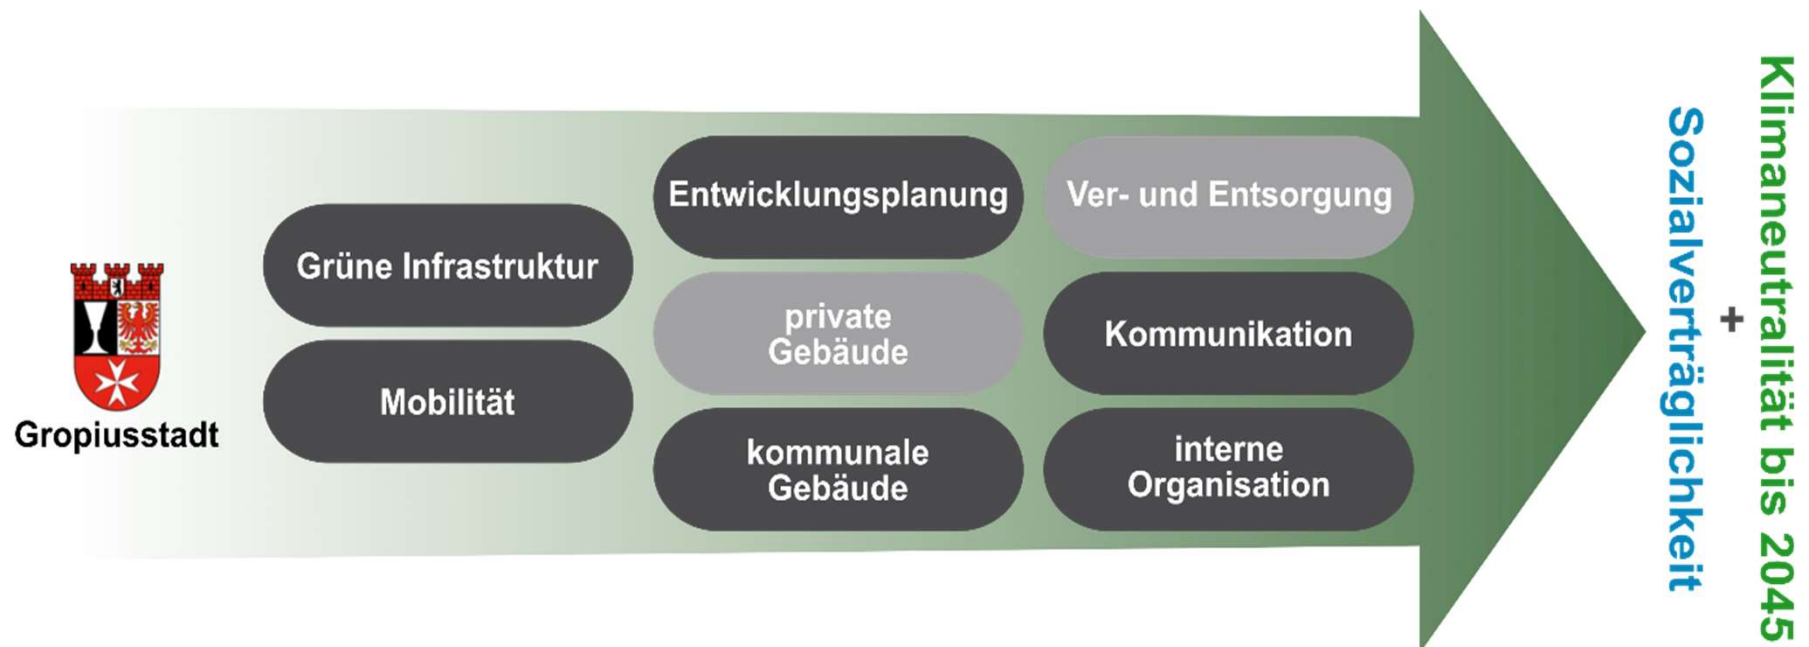 Gropiusstadt
Grüne Infrastruktur
Mobilität
Entwicklungsplanung
private
Gebäude
kommunale
Gebäude
Ver- und Entsorgung
Kommunikation
interne
Organisation
Sozialverträglichkeit
+
Klimaneutralität bis 2045